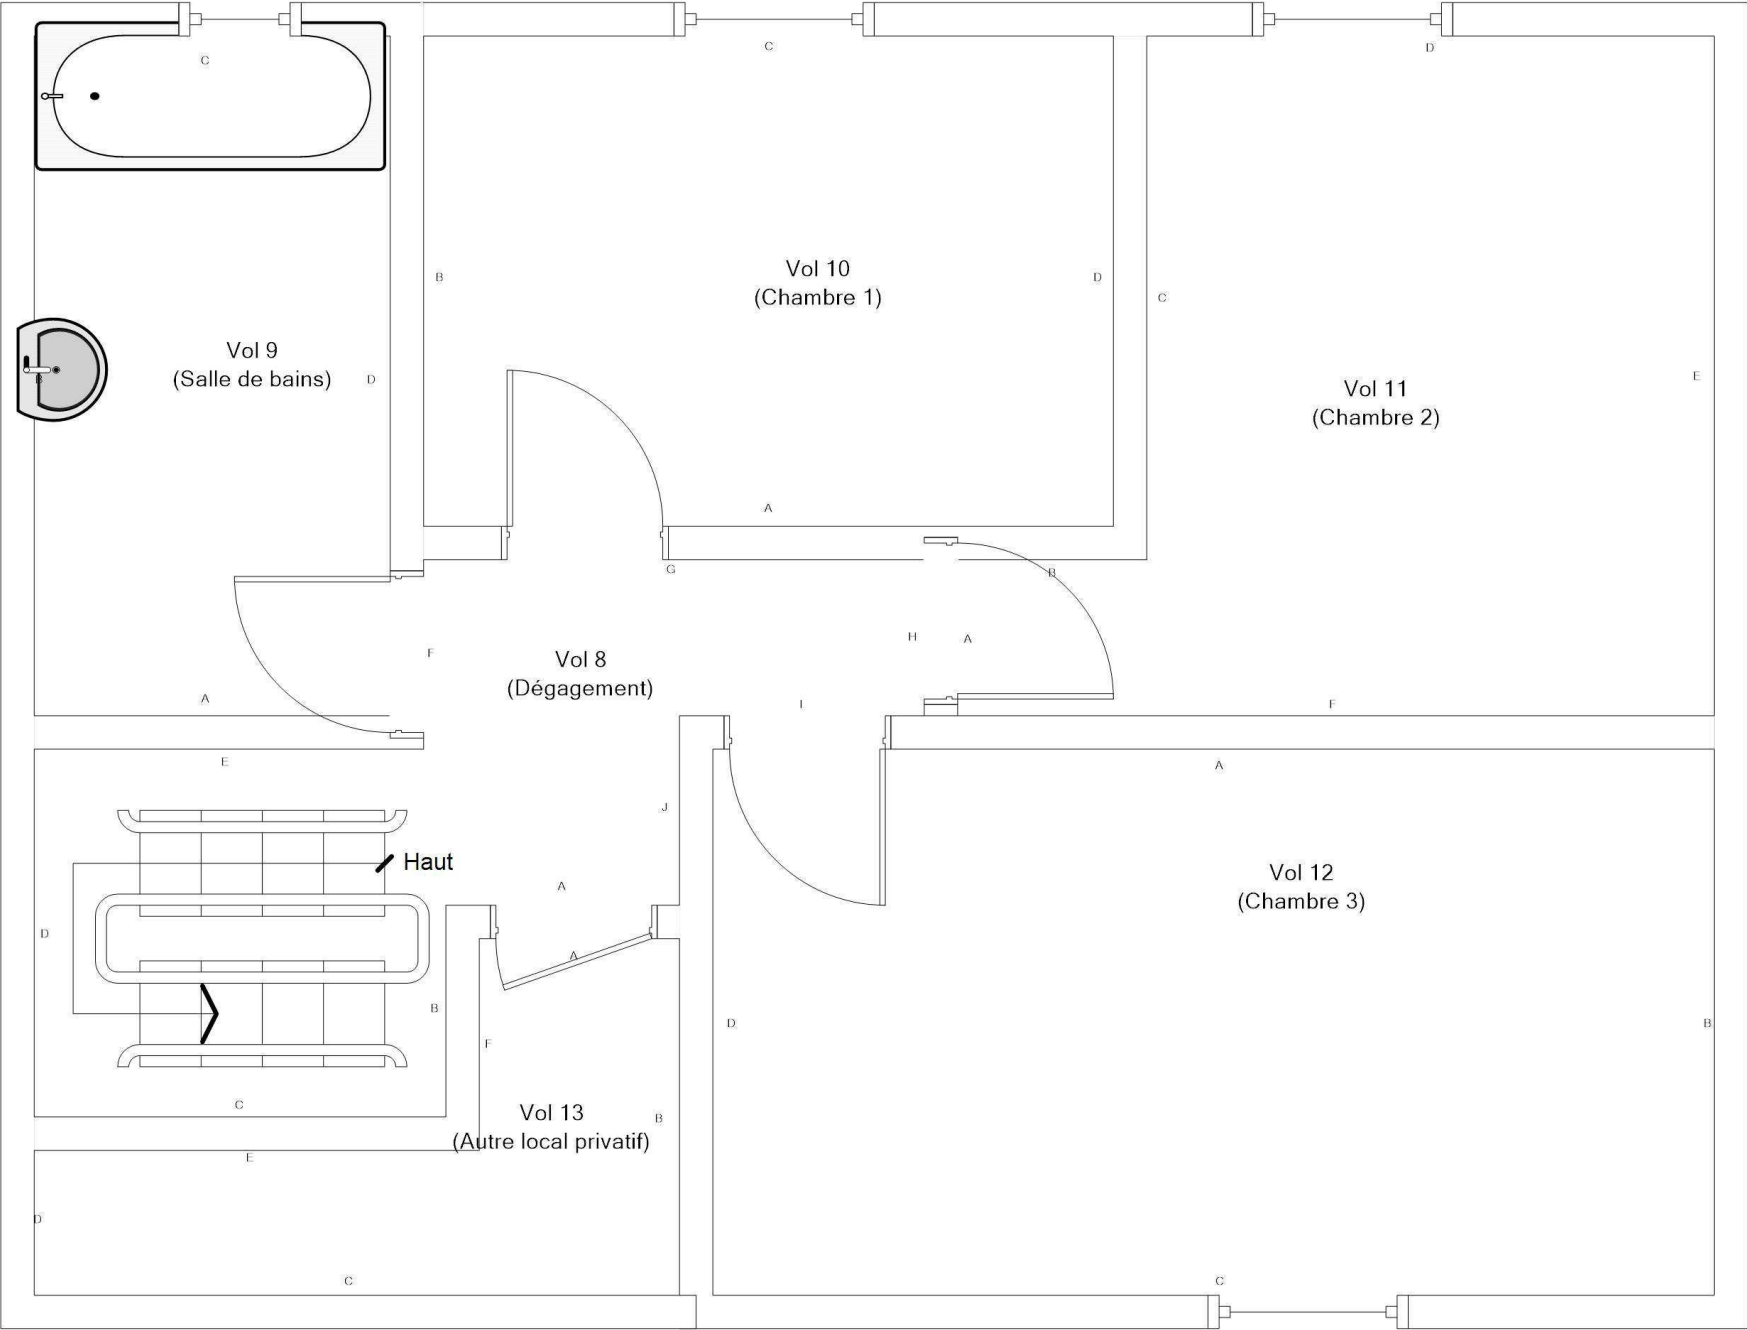 C
C
D
Vol 10
(Chambre 1)
B
D
C
Vol 9
(Salle de bains)
B
D
Vol 11
(Chambre 2)
E
A
G
B
Vol 8
(Dégagement)
F
H
A
A
I
F
E
A
J
Haut
A
Vol 12
(Chambre 3)
D
A
B
F
D
B
C
Vol 13
(Autre local privatif)
B
E
D
C
C